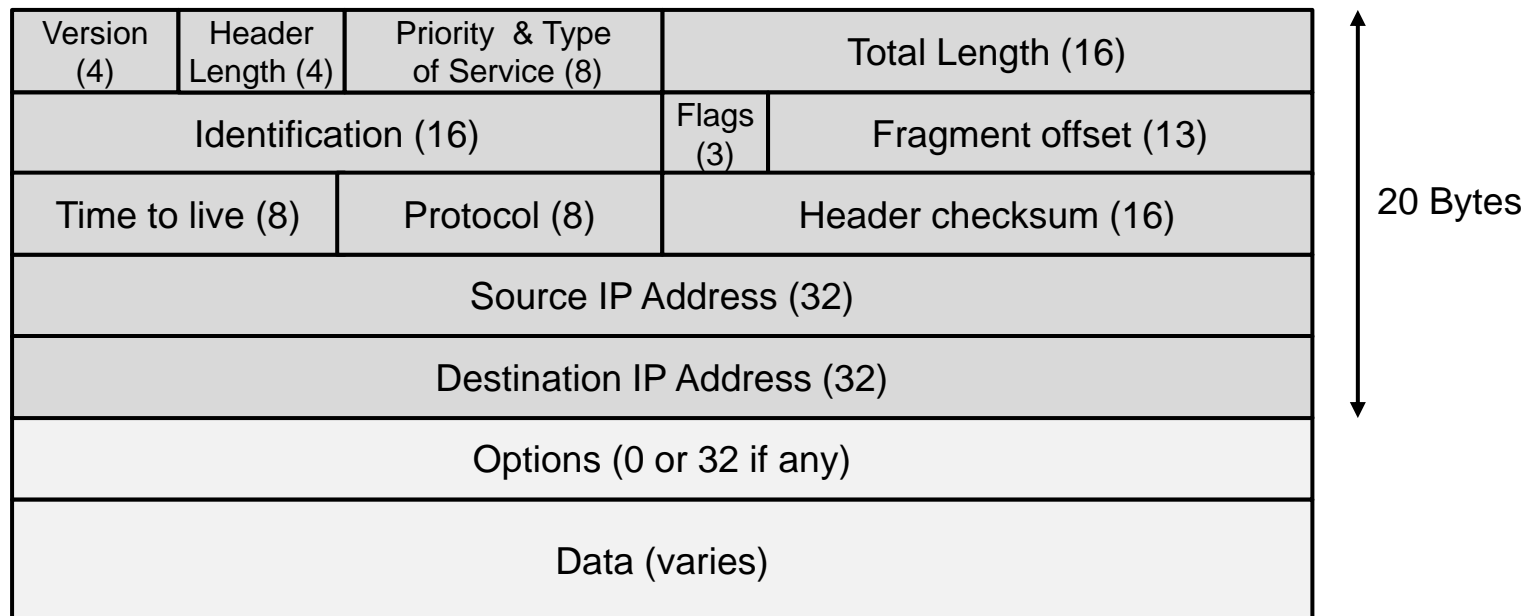 Version
(4)
Header
Length (4)
Priority & Type
of Service (8)
Total Length (16)
Identification (16)
Flags
(3)
Fragment offset (13)
Time to live (8)
Protocol (8)
Header checksum (16)
20 Bytes
Source IP Address (32)
Destination IP Address (32)
Options (0 or 32 if any)
Data (varies)